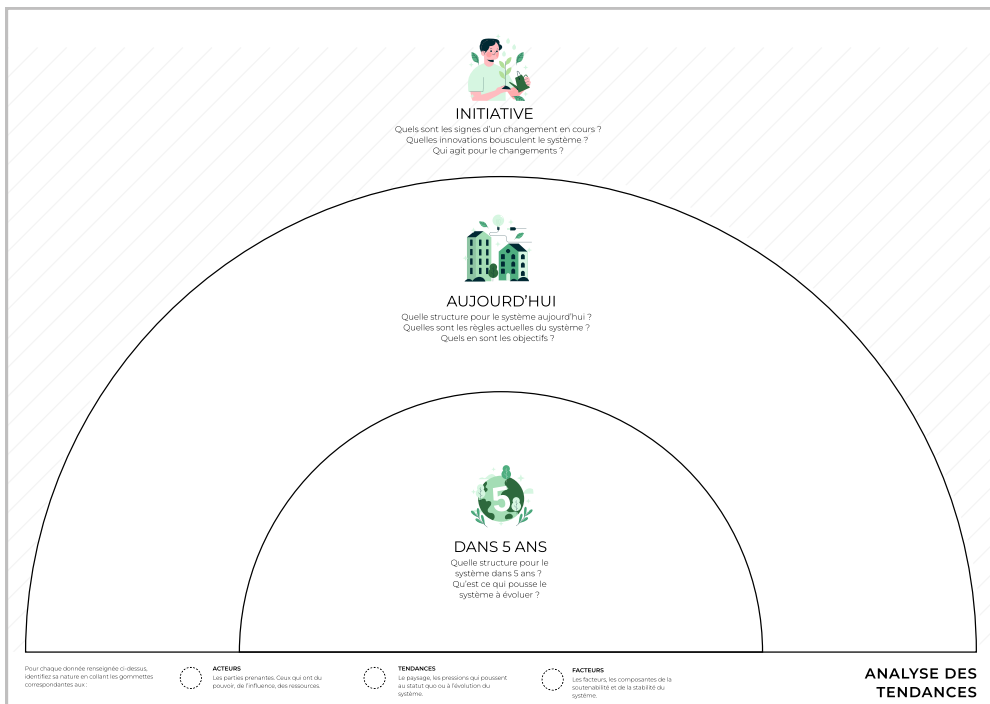 INITIATIVE
Quels sont les signes d'un changement en cours ?
Quelles innovations bousculent le système ?
Qui agit pour le changements ?
AUJOURD'HUI
Quelle structure pour le système aujourd'hui ?
Quelles sont les règles actuelles du système ?
Quels en sont les objectifs ?
5
DANS 5 ANS
Quelle structure pour le
système dans 5 ans ?
Qu'est ce qui pousse le
système à évoluer ?
Pour chaque donnée renseignée ci-dessus,
identifiez sa nature en collant les gommettes
correspondantes aux :
ACTEURS
Les parties prenantes. Ceux qui ont du
pouvoir, de l'influence, des ressources.
TENDANCES
Le paysage, les pressions qui poussent
au statut quo ou à l'évolution du
système.
FACTEURS
Les facteurs, les composantes de la
soutenabilité et de la stabilité du
système.
ANALYSE DES
TENDANCES